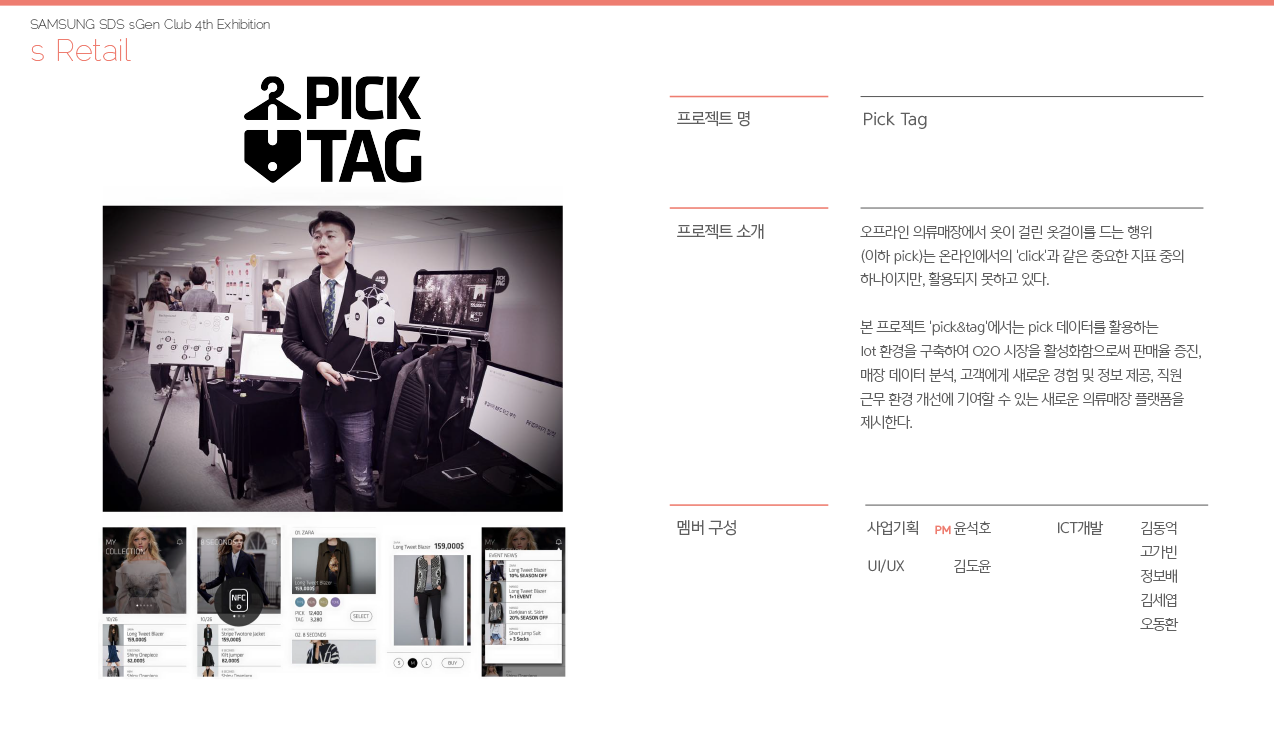 SAMSUNG SDS sGen Club 4th Exhibition
s Retail
PICK
TAG
프로젝트 명
Pick Tag
프로젝트 소개
오프라인 의류매장에서 옷이 걸린 옷걸이를 드는 행위
(이하 pick)는 온라인에서의 'click'과 같은 중요한 지표 중의
하나이지만, 활용되지 못하고 있다.
본 프로젝트 'pick&tag'에서는 pick 데이터를 활용하는
Iot 환경을 구축하여 O2O 시장을 활성화함으로써 판매율 증진,
매장 데이터 분석, 고객에게 새로운 경험 및 정보 제공, 직원
근무 환경 개선에 기여할 수 있는 새로운 의류매장 플랫폼을
제시한다.
멤버 구성
사업기획 PM 윤석호
UI/UX 김도윤
ICT개발 김동억
고가빈
정보배
김세엽
오동환
PICK
TAG
MY
COLLECTION
10/26
Long Tweet Blazer
159,000$
Shiny Onepiece
82,000$
6 SECONDS
NFC
10/26
Stripe Twotone Jacket
159,000$
Kilt Jumper
82,000$
01. ZARA
Long Tweet Blazer
159,000$
PICK 12,400
TAG 3,280
SELECT
02. 8 SECONDS
Long Tweet Blazer 159,000$
S M L BUY
EVENT NEWS
Long Tweet Blazer
10% SEASON OFF
Long Tweet Blazer
1+1 EVENT
Darkdan st. Shirt
20% SEASON OFF
Short Jump Suit
+ 3 Socks